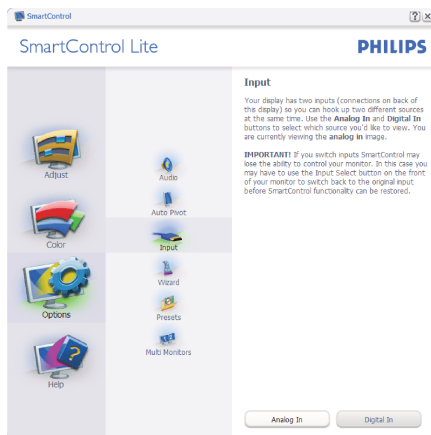 SmartControl
SmartControl Lite
PHILIPS
Adjust
Color
Options
Help
Audio
Auto Pivot
Input
Wizard
Presets
Multi Monitors
Input
Your display has two inputs (connections on back of
this display) so you can hook up two different sources
at the same time. Use the Analog In and Digital In
buttons to select which source you'd like to view. You
are currently viewing the analog in image.
IMPORTANT! If you switch inputs SmartControl may
lose the ability to control your monitor. In this case you
may have to use the Input Select button on the front
of your monitor to switch back to the original input
before SmartControl functionality can be restored.
Analog In
Digital In